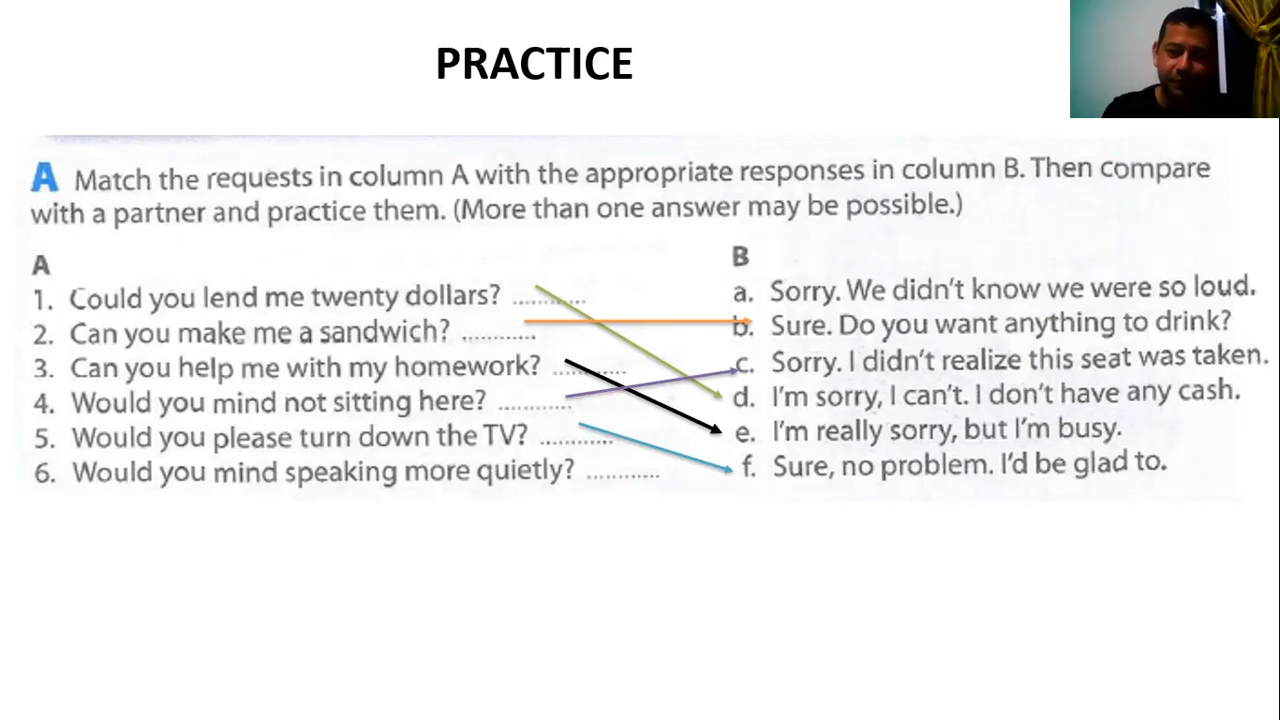 PRACTICE
A Match the requests in column A with the appropriate responses in column B. Then compare
with a partner and practice them. (More than one answer may be possible.)
A
1. Could you lend me twenty dollars? ............
2. Can you make me a sandwich? ............
3. Can you help me with my homework? ............
4. Would you mind not sitting here? ............
5. Would you please turn down the TV? ............
6. Would you mind speaking more quietly? ............
B
a. Sorry. We didn't know we were so loud.
b. Sure. Do you want anything to drink?
c. Sorry. I didn't realize this seat was taken.
d. I'm sorry, I can't. I don't have any cash.
e. I'm really sorry, but I'm busy.
f. Sure, no problem. I'd be glad to.